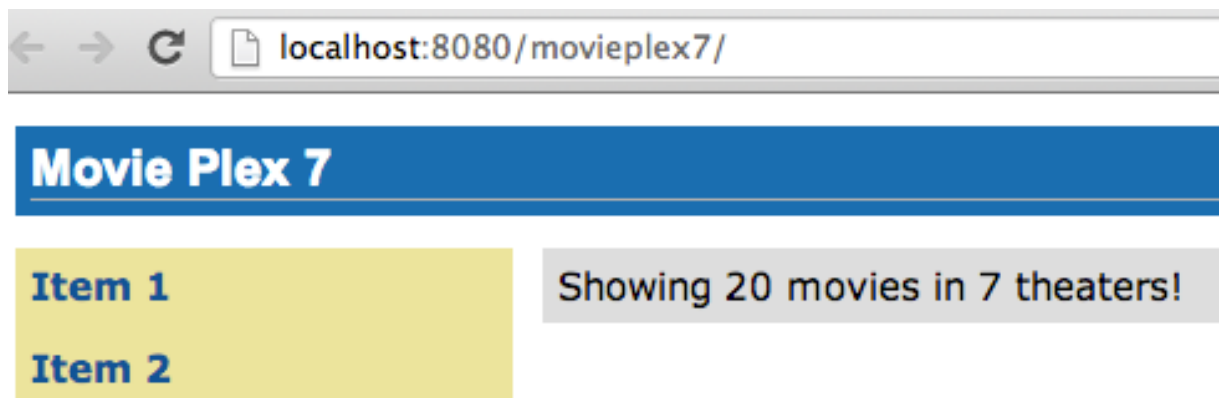 localhost:8080/movieplex7/
Movie Plex 7
Item 1
Item 2
Showing 20 movies in 7 theaters!